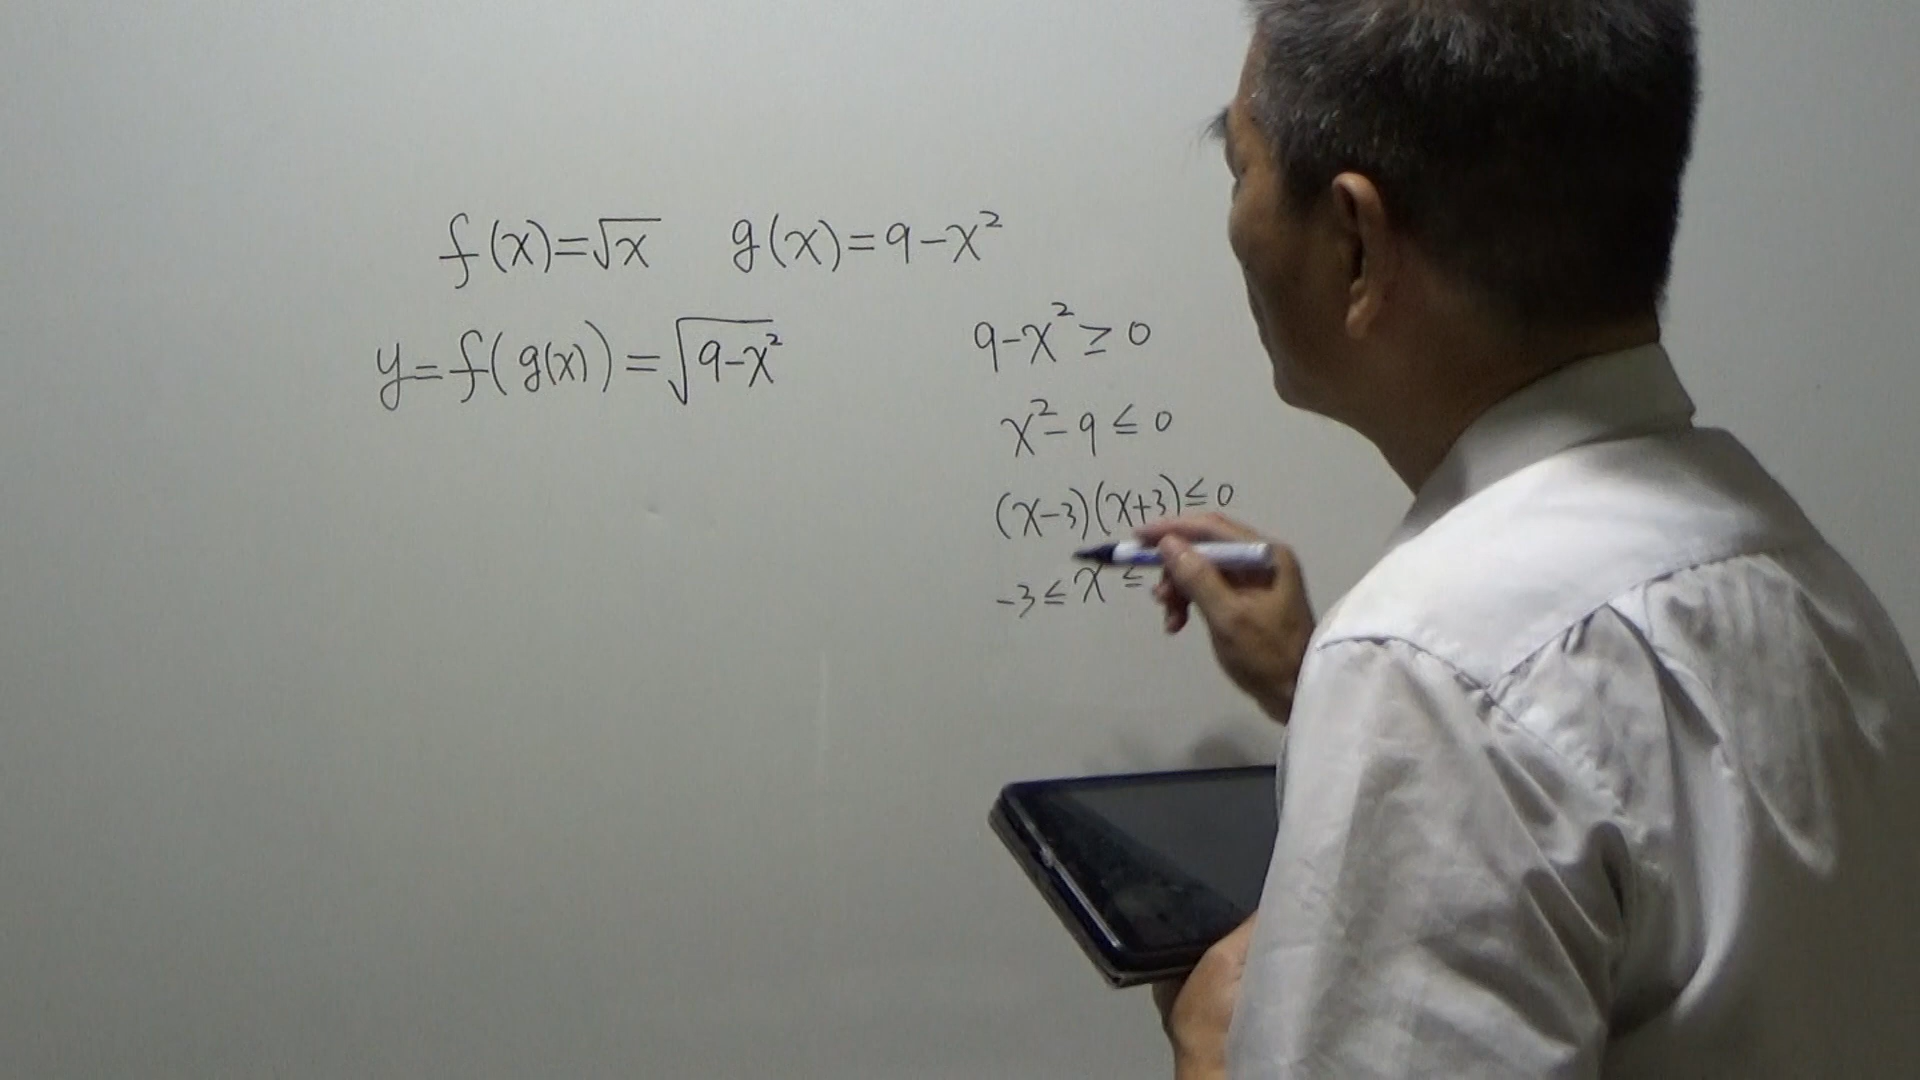 f(x)=√x g(x)=9-x²
y=f(g(x))=√(9-x²)
9-x²≥0
x²-9≤0
(x-3)(x+3)≤0
-3≤x≤